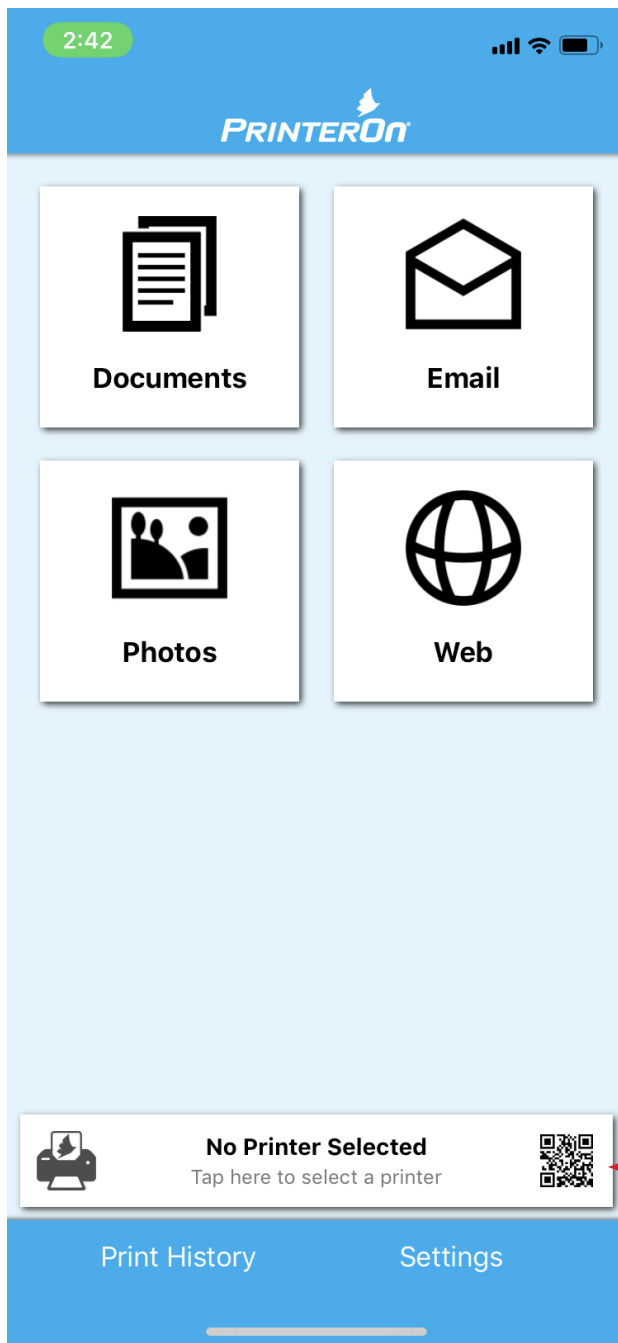 2:42
PRINTERON
Documents
Email
Photos
Web
No Printer Selected
Tap here to select a printer
Print History
Settings